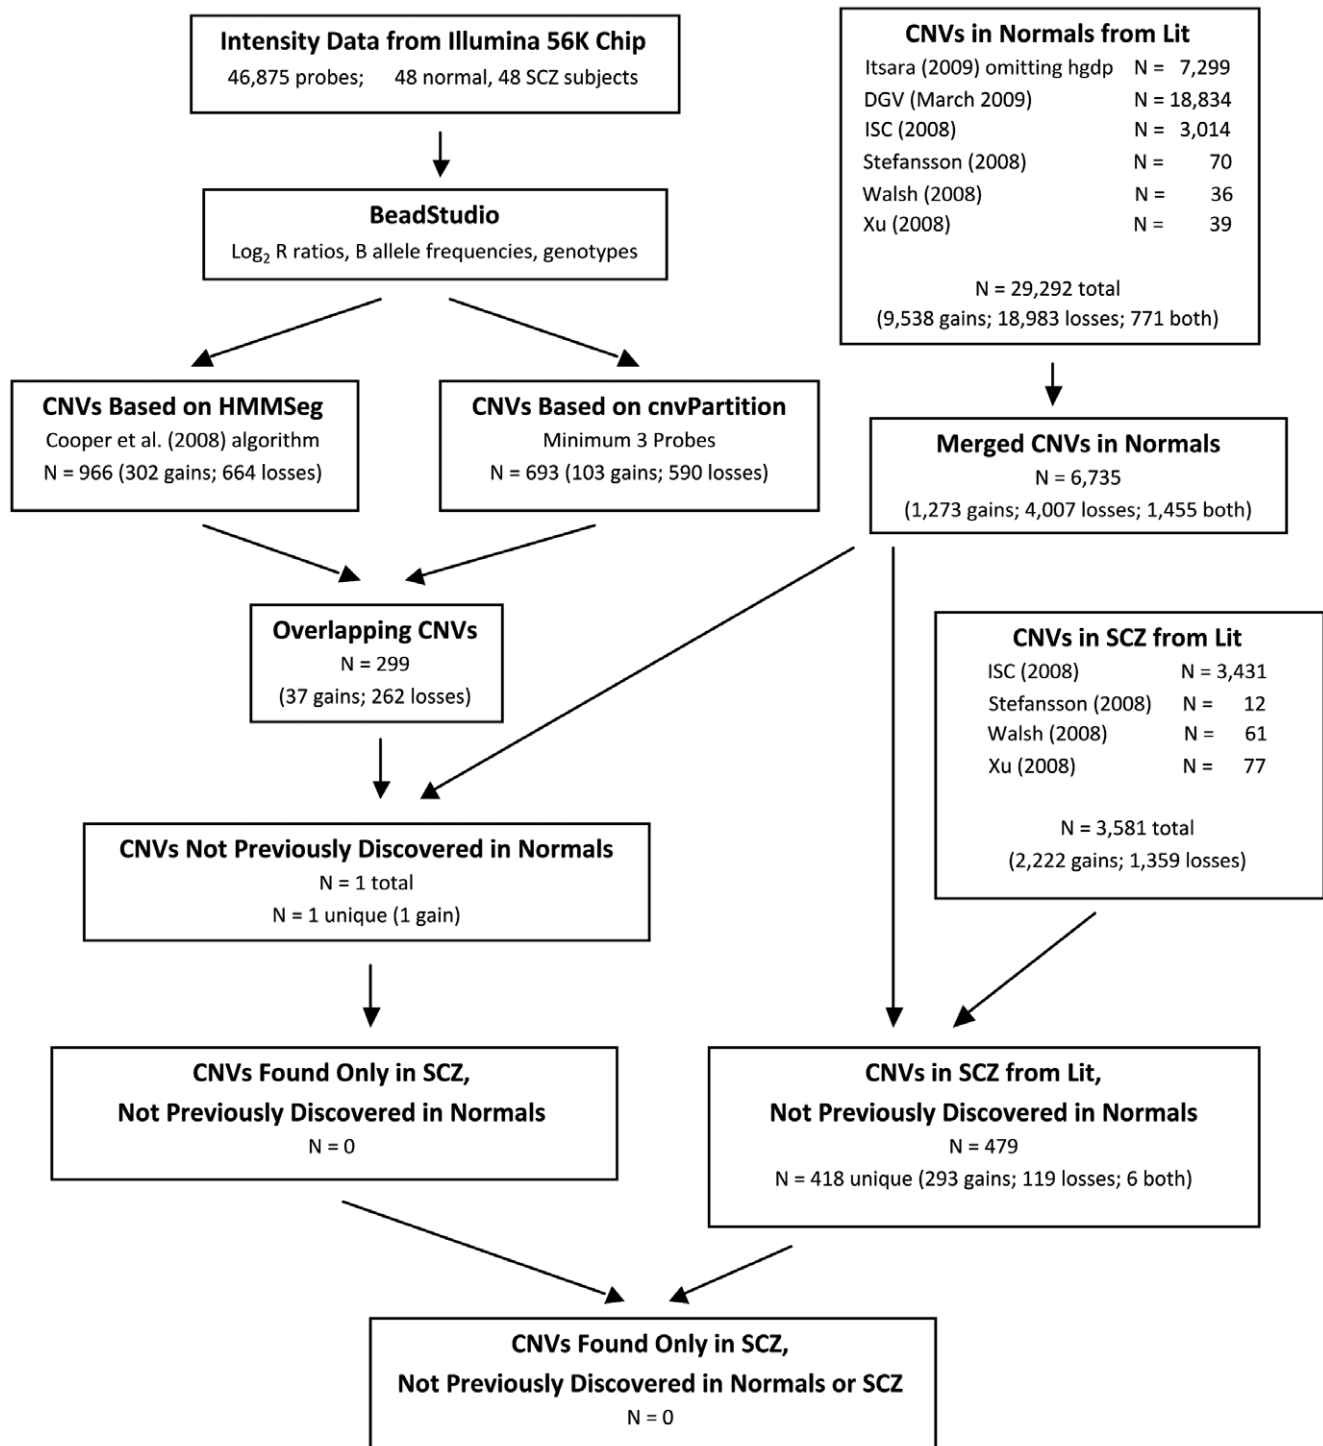 Intensity Data from Illumina 56K Chip
46,875 probes; 48 normal, 48 SCZ subjects
BeadStudio
Log₂ R ratios, B allele frequencies, genotypes
CNVs Based on HMMSeg
Cooper et al. (2008) algorithm
N = 966 (302 gains; 664 losses)
CNVs Based on cnvPartition
Minimum 3 Probes
N = 693 (103 gains; 590 losses)
Overlapping CNVs
N = 299
(37 gains; 262 losses)
CNVs in Normals from Lit
Itsara (2009) omitting hgdp N = 7,299
DGV (March 2009) N = 18,834
ISC (2008) N = 3,014
Stefansson (2008) N = 70
Walsh (2008) N = 36
Xu (2008) N = 39
N = 29,292 total
(9,538 gains; 18,983 losses; 771 both)
Merged CNVs in Normals
N = 6,735
(1,273 gains; 4,007 losses; 1,455 both)
CNVs in SCZ from Lit
ISC (2008) N = 3,431
Stefansson (2008) N = 12
Walsh (2008) N = 61
Xu (2008) N = 77
N = 3,581 total
(2,222 gains; 1,359 losses)
CNVs Not Previously Discovered in Normals
N = 1 total
N = 1 unique (1 gain)
CNVs Found Only in SCZ,
Not Previously Discovered in Normals
N = 0
CNVs in SCZ from Lit,
Not Previously Discovered in Normals
N = 479
N = 418 unique (293 gains; 119 losses; 6 both)
CNVs Found Only in SCZ,
Not Previously Discovered in Normals or SCZ
N = 0